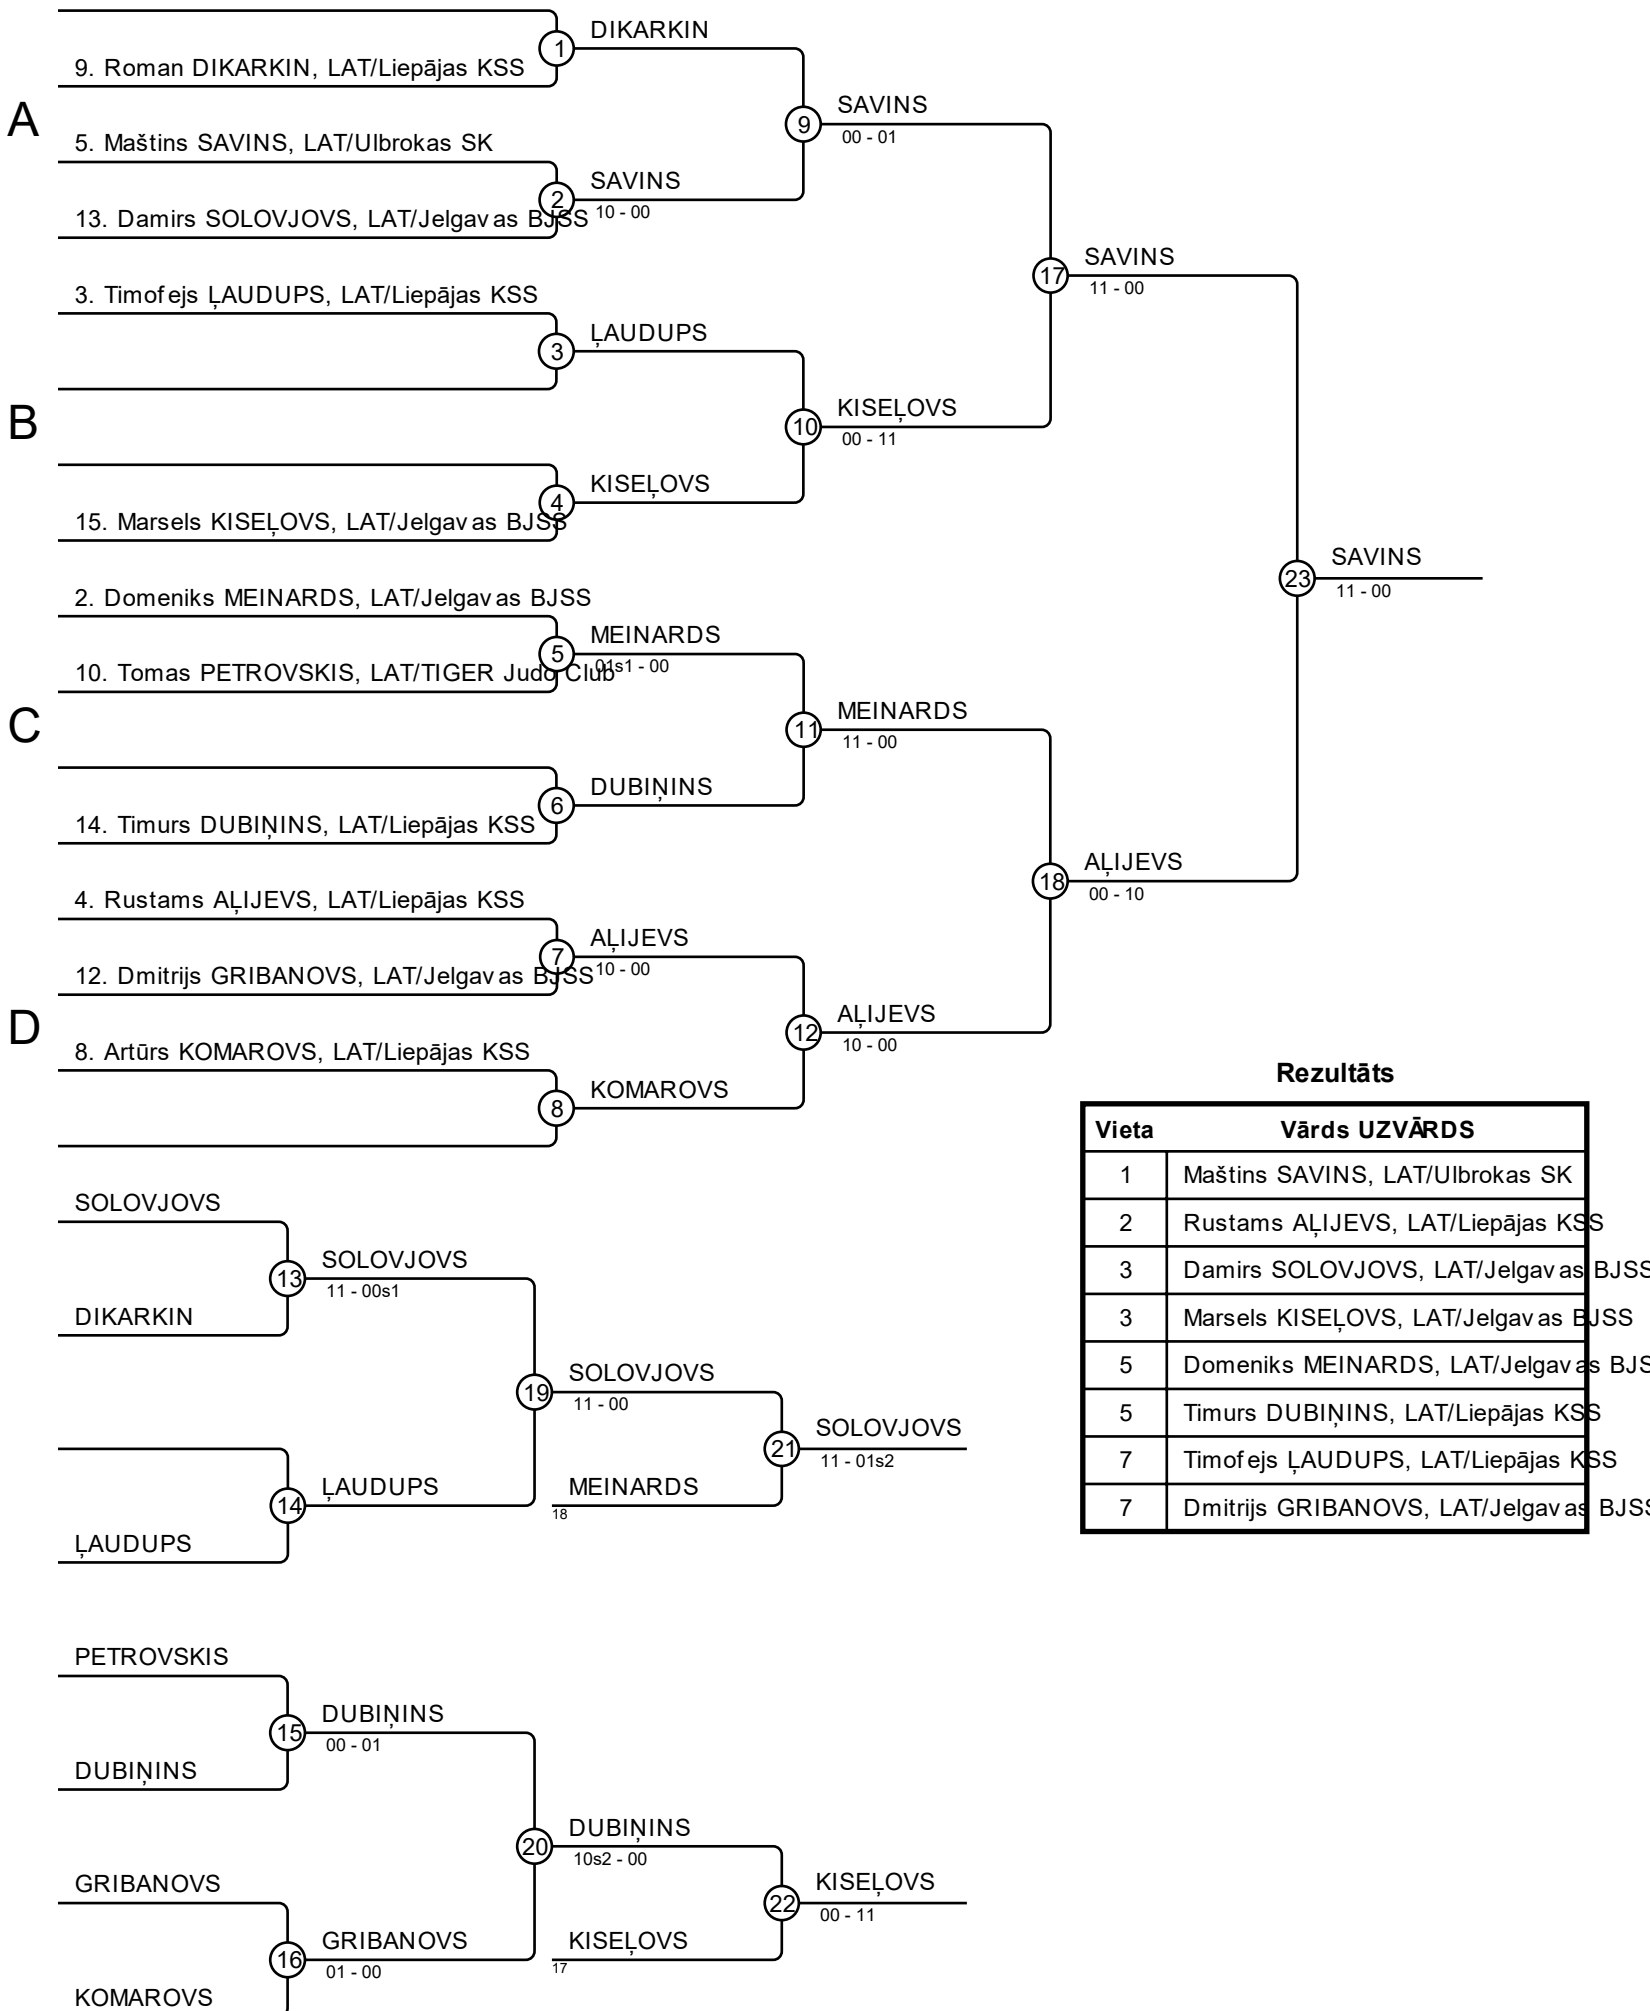 DIKARKIN
1
9. Roman DIKARKIN, LAT/Liepājas KSS
A
SAVINS
9
00 - 01
5. Maštins SAVINS, LAT/Ulbrokas SK
SAVINS
2
10 - 00
13. Damirs SOLOVJOVS, LAT/Jelgavas BJSS
SAVINS
17
11 - 00
3. Timofejs ĻAUDUPS, LAT/Liepājas KSS
ĻAUDUPS
3
B
KISEĻOVS
10
00 - 11
KISEĻOVS
4
15. Marsels KISEĻOVS, LAT/Jelgavas BJSS
SAVINS
23
11 - 00
2. Domeniks MEINARDS, LAT/Jelgavas BJSS
MEINARDS
5
01s1 - 00
10. Tomas PETROVSKIS, LAT/TIGER Judo Club
C
MEINARDS
11
11 - 00
DUBIŅINS
6
14. Timurs DUBIŅINS, LAT/Liepājas KSS
AĻIJEVS
18
00 - 10
4. Rustams AĻIJEVS, LAT/Liepājas KSS
AĻIJEVS
7
10 - 00
12. Dmitrijs GRIBANOVS, LAT/Jelgavas BJSS
D
AĻIJEVS
12
10 - 00
8. Artūrs KOMAROVS, LAT/Liepājas KSS
KOMAROVS
8
Rezultāts
Vieta Vārds UZVĀRDS
1 Maštins SAVINS, LAT/Ulbrokas SK
2 Rustams AĻIJEVS, LAT/Liepājas KSS
3 Damirs SOLOVJOVS, LAT/Jelgavas BJSS
3 Marsels KISEĻOVS, LAT/Jelgavas BJSS
5 Domeniks MEINARDS, LAT/Jelgavas BJS
5 Timurs DUBIŅINS, LAT/Liepājas KSS
7 Timofejs ĻAUDUPS, LAT/Liepājas KSS
7 Dmitrijs GRIBANOVS, LAT/Jelgavas BJSS
SOLOVJOVS
SOLOVJOVS
13
11 - 00s1
DIKARKIN
SOLOVJOVS
19
11 - 00
SOLOVJOVS
21
11 - 01s2
ĻAUDUPS
14
MEINARDS
18
ĻAUDUPS
PETROVSKIS
DUBIŅINS
15
00 - 01
DUBIŅINS
DUBIŅINS
20
10s2 - 00
GRIBANOVS
KISEĻOVS
22
00 - 11
GRIBANOVS
16
01 - 00
KISEĻOVS
17
KOMAROVS